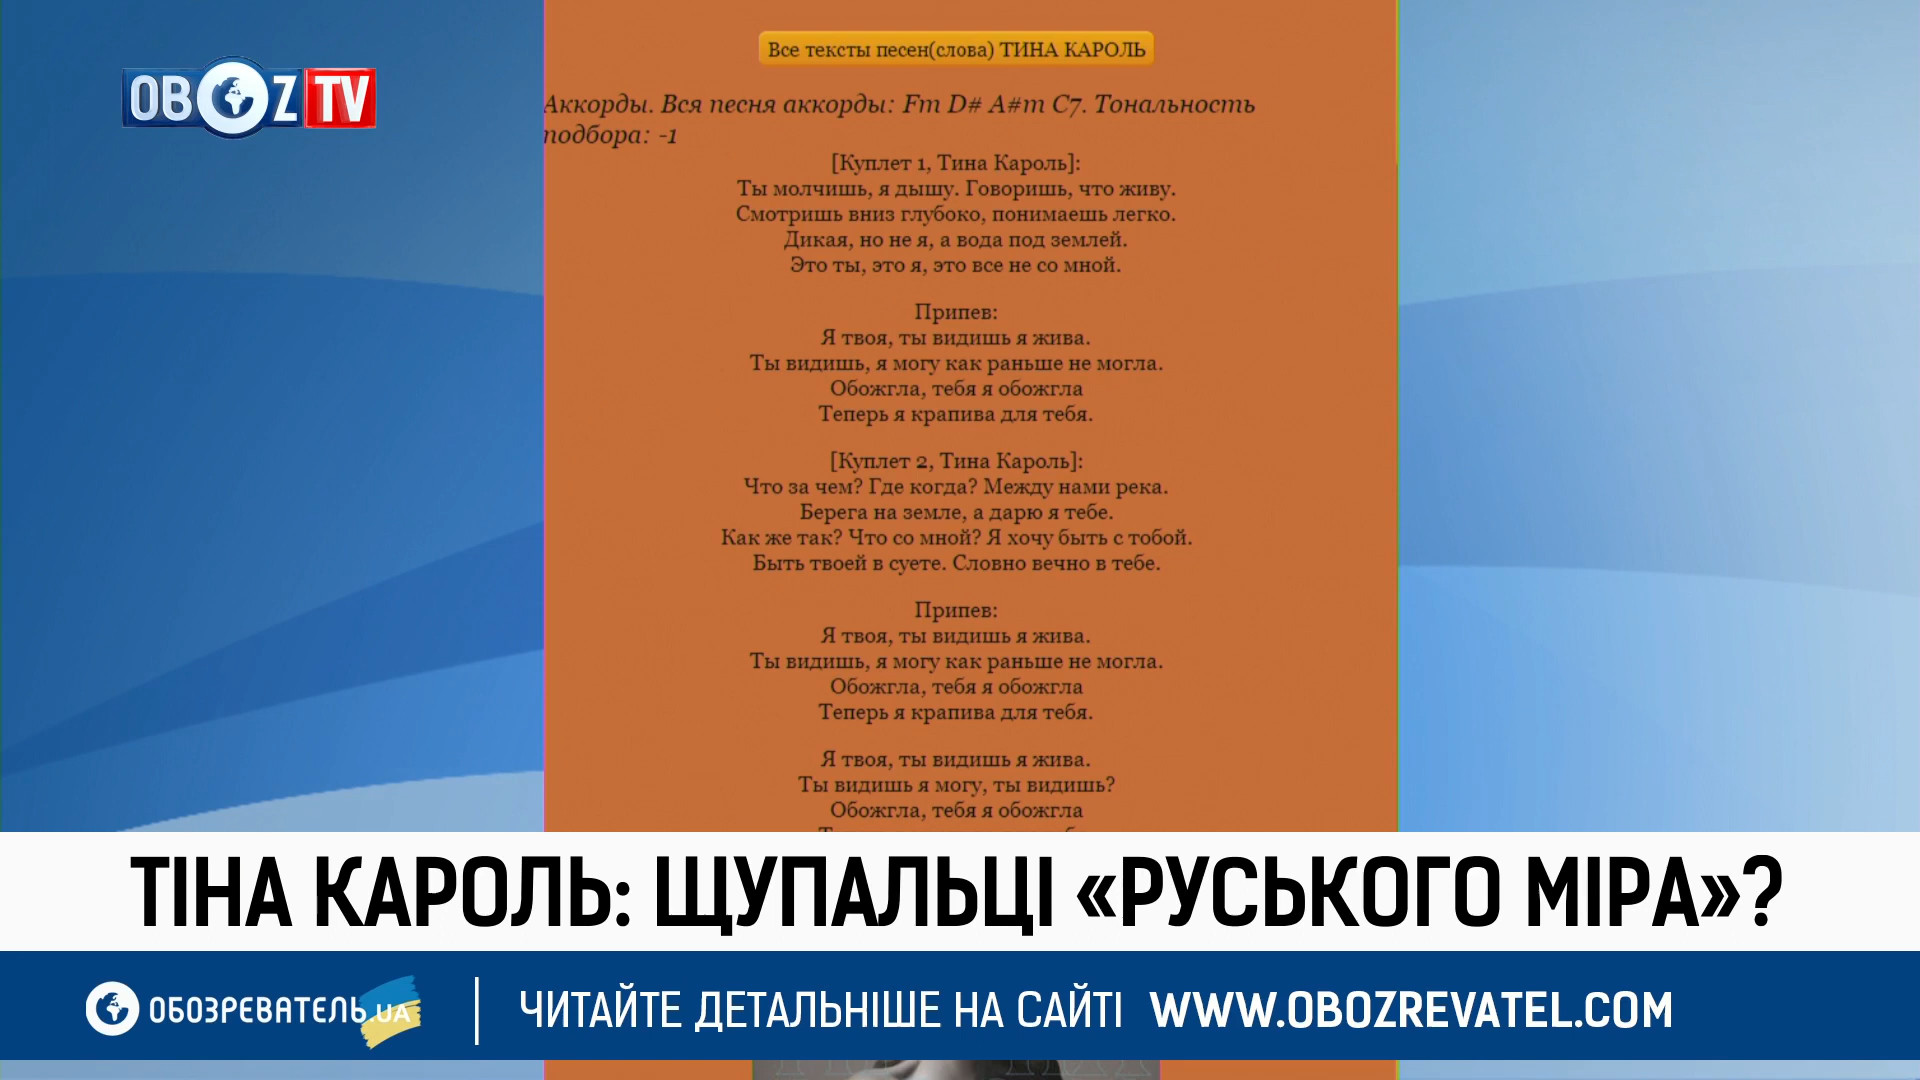 OBOZ TV
Все тексты песен(слова) ТИНА КАРОЛЬ
Аккорды. Вся песня аккорды: Fm D# A#m C7. Тональность
подбора: -1
[Куплет 1, Тина Кароль]:
Ты молчишь, я дышу. Говоришь, что живу.
Смотришь вниз глубоко, понимаешь легко.
Дикая, но не я, а вода под землей.
Это ты, это я, это все не со мной.
Припев:
Я твоя, ты видишь я жива.
Ты видишь, я могу как раньше не могла.
Обожгла, тебя я обожгла
Теперь я крапива для тебя.
[Куплет 2, Тина Кароль]:
Что за чем? Где когда? Между нами река.
Берега на земле, а дарю я тебе.
Как же так? Что со мной? Я хочу быть с тобой.
Быть твоей в суете. Словно вечно в тебе.
Припев:
Я твоя, ты видишь я жива.
Ты видишь, я могу как раньше не могла.
Обожгла, тебя я обожгла
Теперь я крапива для тебя.
Я твоя, ты видишь я жива.
Ты видишь я могу, ты видишь?
Обожгла, тебя я обожгла
ТІНА КАРОЛЬ: ЩУПАЛЬЦІ «РУСЬКОГО МІРА»?
ОБОЗРЕВАТЕЛЬ.UA
ЧИТАЙТЕ ДЕТАЛЬНІШЕ НА САЙТІ WWW.OBOZREVATEL.COM